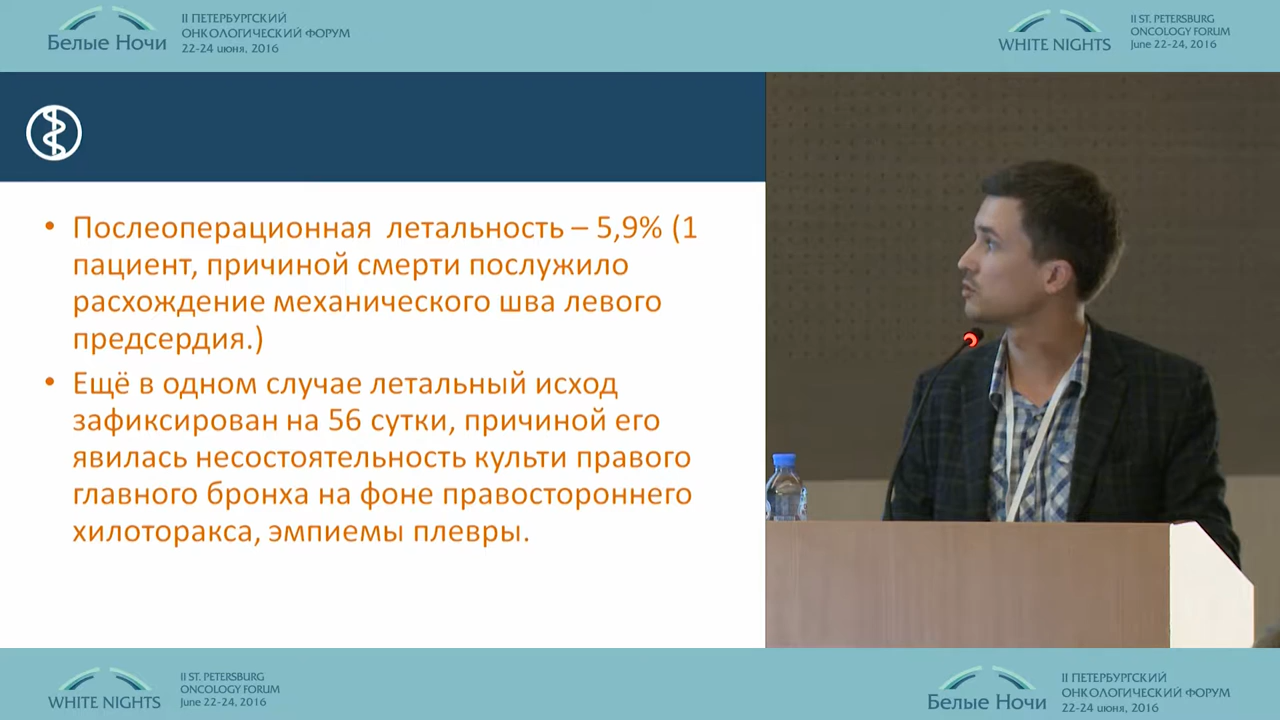 Белые Ночи
II ПЕТЕРБУРГСКИЙ
ОНКОЛОГИЧЕСКИЙ ФОРУМ
22-24 июня, 2016
WHITE NIGHTS
II ST. PETERSBURG
ONCOLOGY FORUM
June 22-24, 2016
• Послеоперационная летальность – 5,9% (1
пациент, причиной смерти послужило
расхождение механического шва левого
предсердия.)
• Ещё в одном случае летальный исход
зафиксирован на 56 сутки, причиной его
явилась несостоятельность культи правого
главного бронха на фоне правостороннего
хилоторакса, эмпиемы плевры.
WHITE NIGHTS
II ST. PETERSBURG
ONCOLOGY FORUM
June 22-24, 2016
Белые Ночи
II ПЕТЕРБУРГСКИЙ
ОНКОЛОГИЧЕСКИЙ ФОРУМ
22-24 июня, 2016